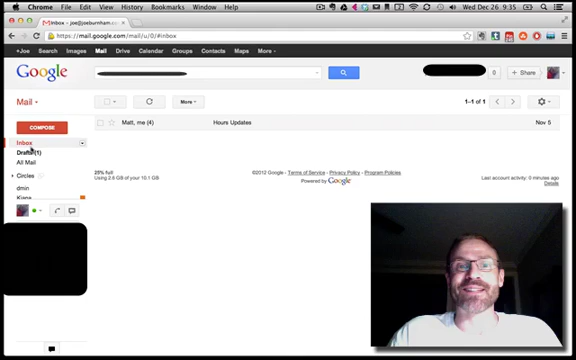 Chrome File Edit View History Bookmarks Window Help Wed Dec 26 9:35
Inbox - joe@joeburnham.co
https://mail.google.com/mail/u/0/#inbox
+Joe Search Images Mail Drive Calendar Groups Contacts Maps More
Google 0 + Share
Mail More 1–1 of 1
COMPOSE
Inbox
Matt, me (4) Hours Updates Nov 5
Drafts (1)
All Mail
Circles
dmin
25% full
Using 2.6 GB of your 10.1 GB
©2012 Google - Terms of Service - Privacy Policy - Program Policies
Powered by Google
Last account activity: 0 minutes ago
Details